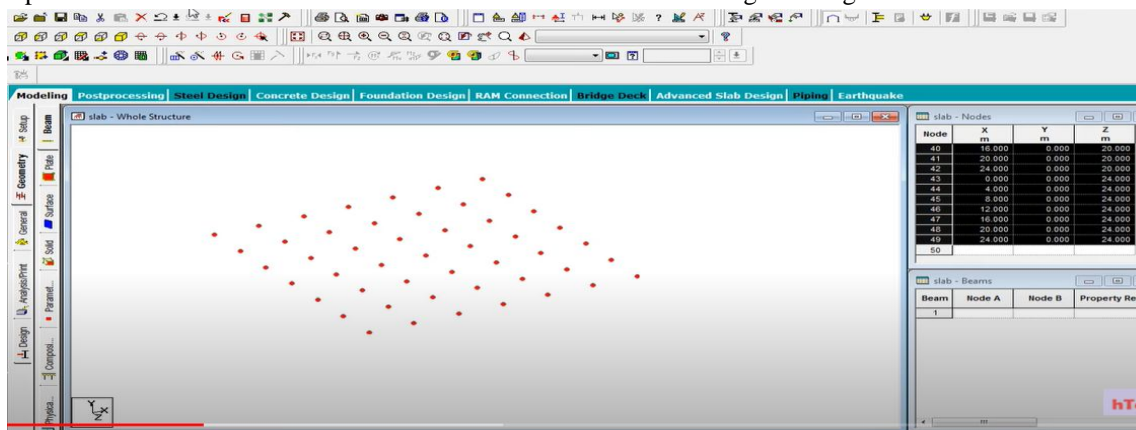 Modeling Postprocessing Steel Design Concrete Design Foundation Design RAM Connection Bridge Deck Advanced Slab Design Piping Earthquake
Setup
Geometry
General
Analysis/Print
Design
Beam
Plate
Surface
Solid
Paramet...
Composi...
Physica...
slab - Whole Structure
Y
X
Z
slab - Nodes
Node X Y Z
m m m
40 16.000 0.000 20.000
41 20.000 0.000 20.000
42 24.000 0.000 20.000
43 0.000 0.000 24.000
44 4.000 0.000 24.000
45 8.000 0.000 24.000
46 12.000 0.000 24.000
47 16.000 0.000 24.000
48 20.000 0.000 24.000
49 24.000 0.000 24.000
50
slab - Beams
Beam Node A Node B Property Re
1